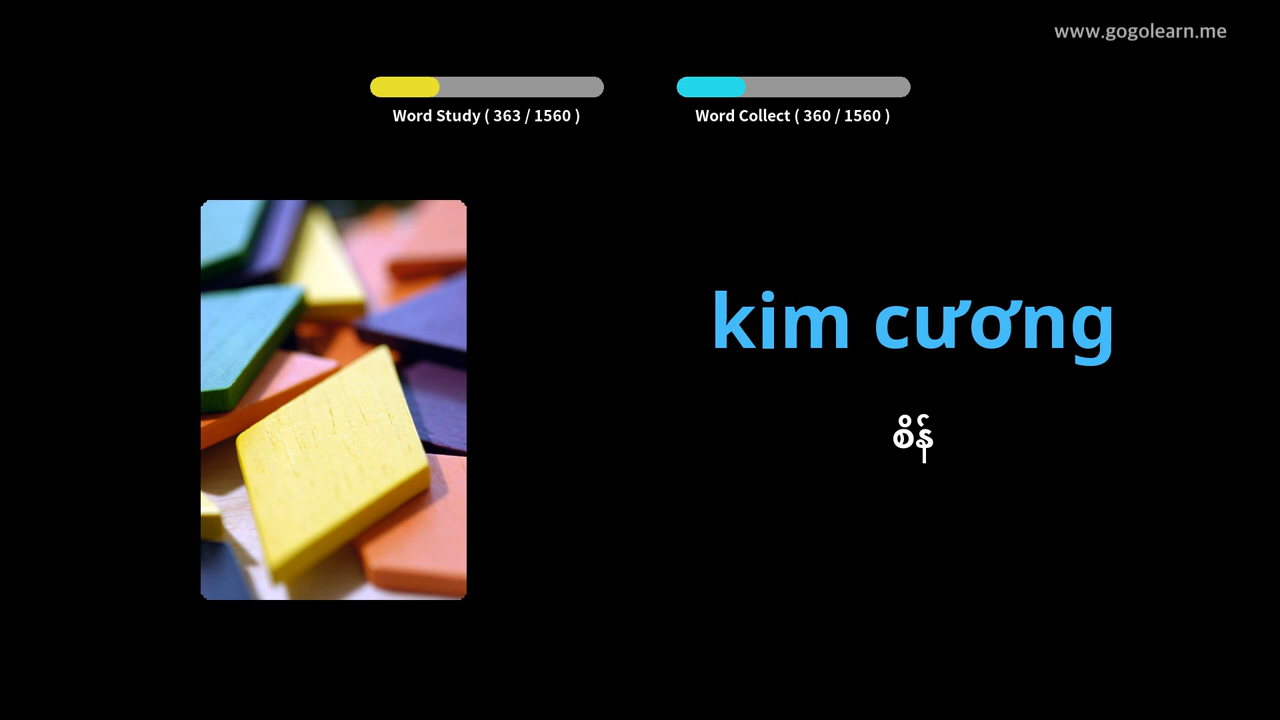 www.gogolearn.me
Word Study ( 363 / 1560 )
Word Collect ( 360 / 1560 )
kim cương
စိန်